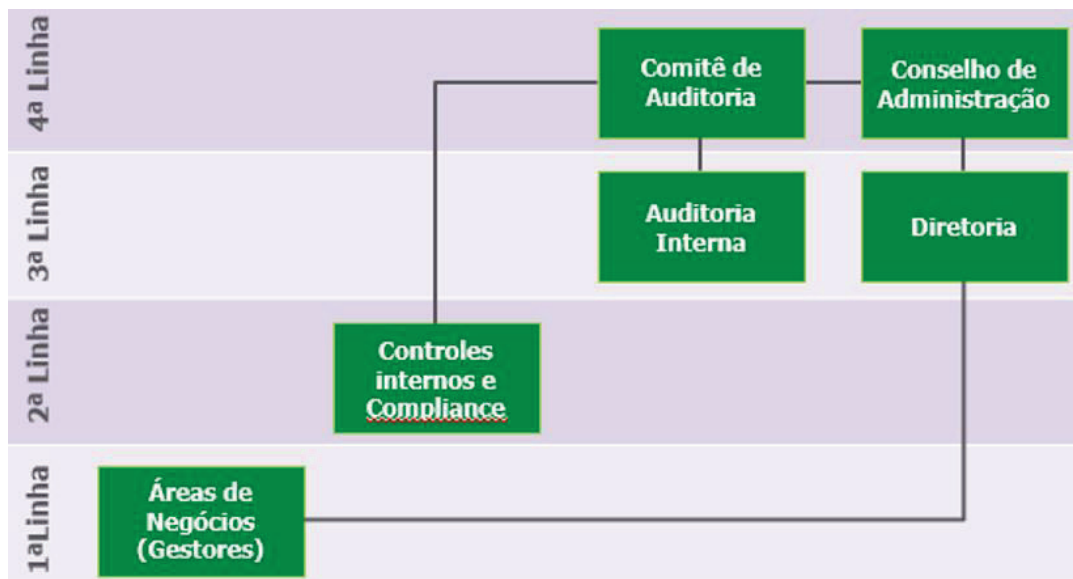 4ª Linha
Comitê de
Auditoria
Conselho de
Administração
3ª Linha
Auditoria
Interna
Diretoria
2ª Linha
Controles
internos e
Compliance
1ªLinha
Áreas de
Negócios
(Gestores)